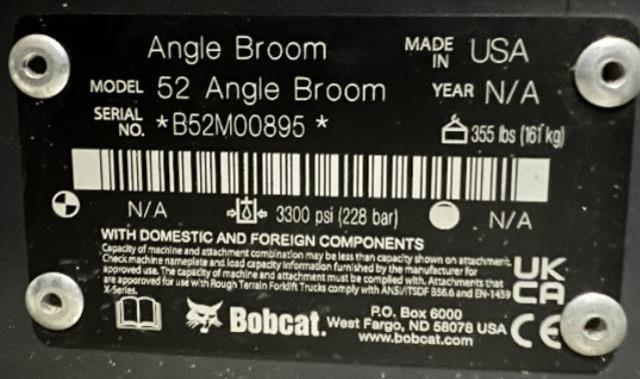 Angle Broom MADE IN USA
MODEL 52 Angle Broom YEAR N/A
SERIAL NO. *B52M00895* 355 lbs (161 kg)
N/A 3300 psi (228 bar) N/A
WITH DOMESTIC AND FOREIGN COMPONENTS
Capacity of machine and attachment combination may be less than capacity shown on attachment.
Check machine nameplate and load capacity information furnished by the manufacturer for
approved use. The capacity of machine and attachment must be complied with. Attachments that
are apporoved for use with Rough Terrain Forklift Trucks comply with ANSI/ITSDF B56.6 and EN-1459
X-Series.
UK
CA
Bobcat. P.O. Box 6000
West Fargo, ND 58078 USA
www.bobcat.com
CE